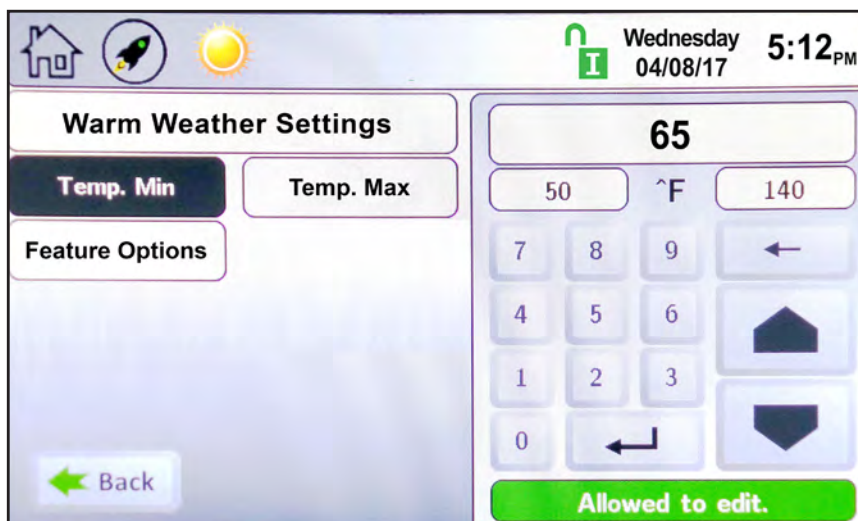 I
Wednesday
04/08/17
5:12PM
Warm Weather Settings
Temp. Min
Temp. Max
Feature Options
Back
65
50
^F
140
7 8 9
4 5 6
1 2 3
0
Allowed to edit.